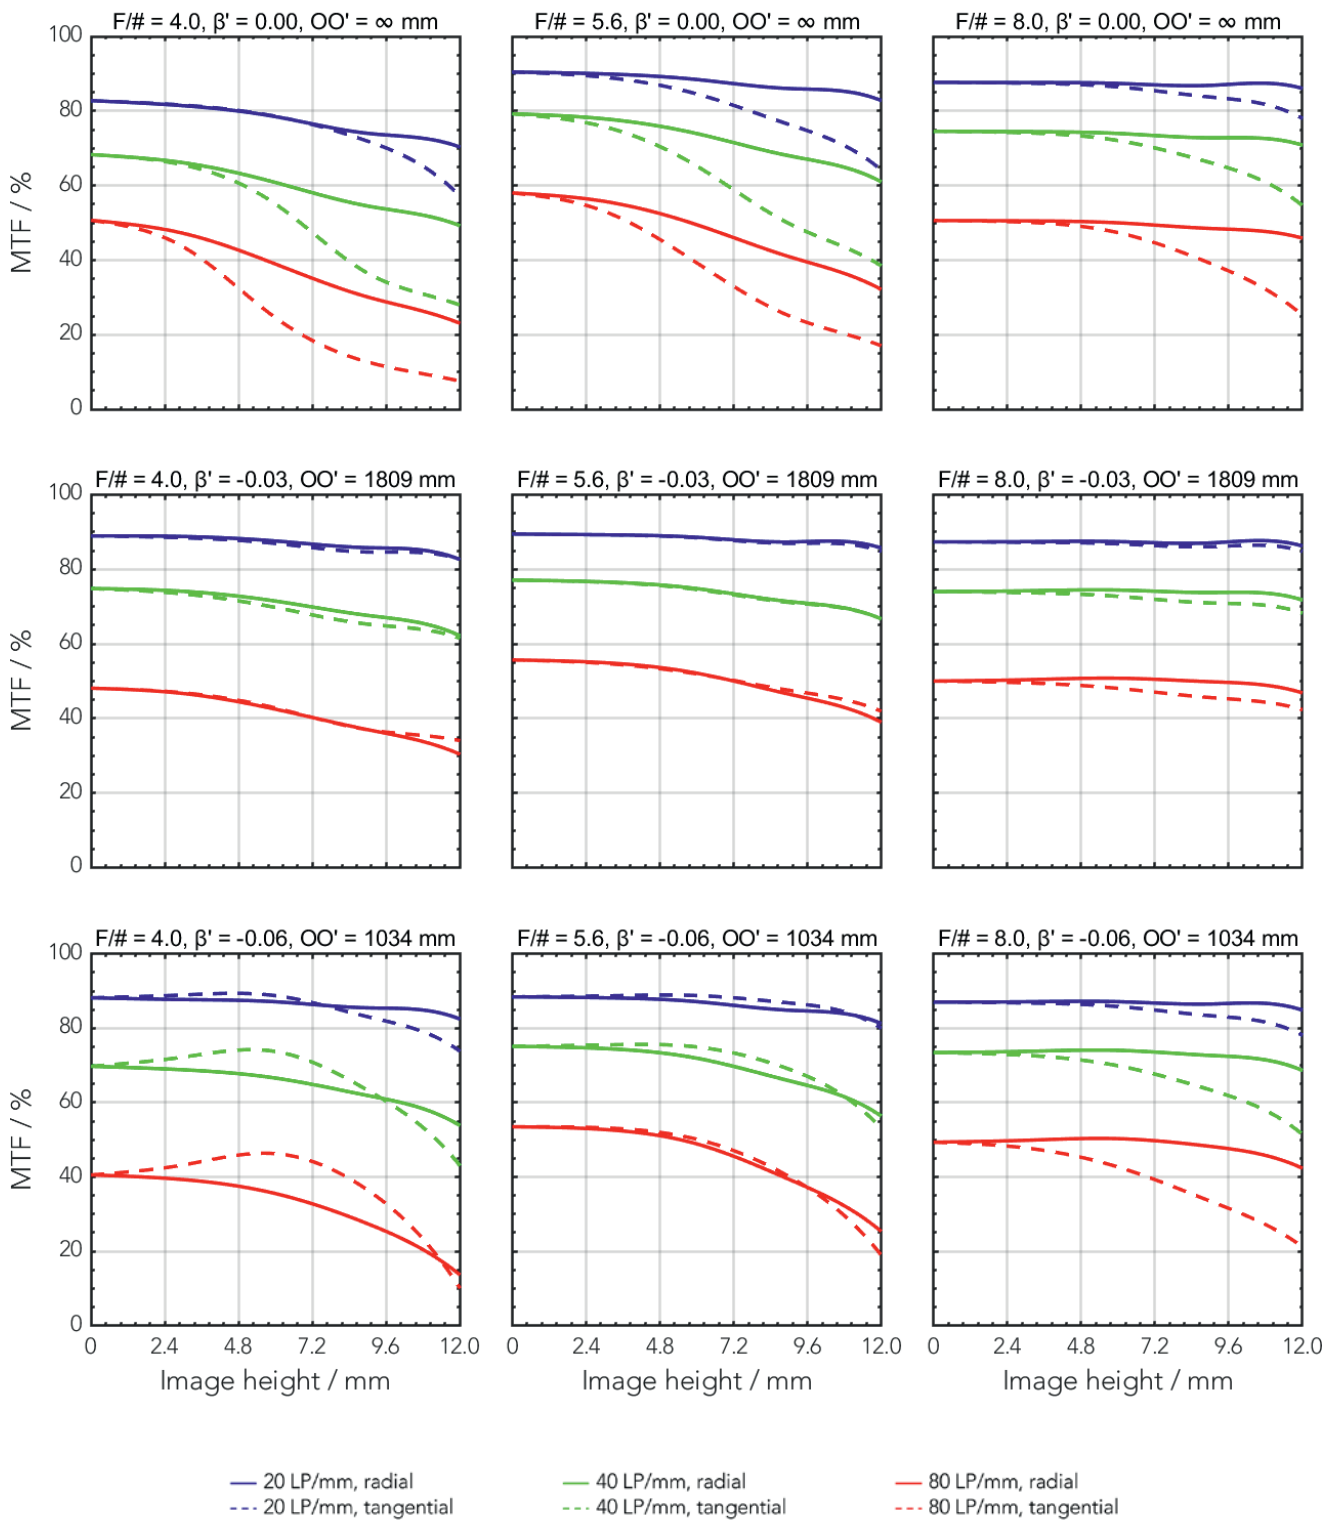 F/# = 4.0, β' = 0.00, OO' = ∞ mm
F/# = 5.6, β' = 0.00, OO' = ∞ mm
F/# = 8.0, β' = 0.00, OO' = ∞ mm
100
80
60
40
20
0
MTF / %
F/# = 4.0, β' = -0.03, OO' = 1809 mm
F/# = 5.6, β' = -0.03, OO' = 1809 mm
F/# = 8.0, β' = -0.03, OO' = 1809 mm
100
80
60
40
20
0
MTF / %
F/# = 4.0, β' = -0.06, OO' = 1034 mm
F/# = 5.6, β' = -0.06, OO' = 1034 mm
F/# = 8.0, β' = -0.06, OO' = 1034 mm
100
80
60
40
20
0
MTF / %
0 2.4 4.8 7.2 9.6 12.0
0 2.4 4.8 7.2 9.6 12.0
0 2.4 4.8 7.2 9.6 12.0
Image height / mm
Image height / mm
Image height / mm
20 LP/mm, radial
20 LP/mm, tangential
40 LP/mm, radial
40 LP/mm, tangential
80 LP/mm, radial
80 LP/mm, tangential